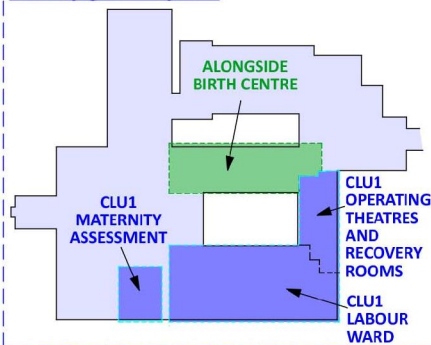 ALONGSIDE
BIRTH CENTRE
CLU1
MATERNITY
ASSESSMENT
CLU1
OPERATING
THEATRES
AND
RECOVERY
ROOMS
CLU1
LABOUR
WARD